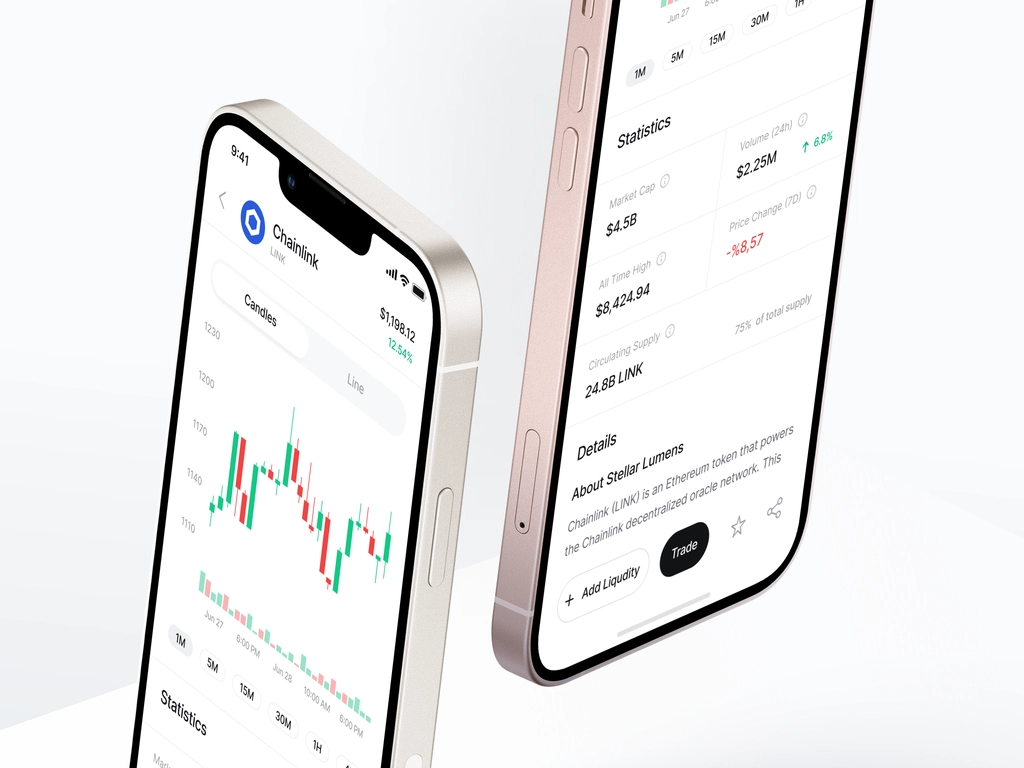 9:41
Chainlink
LINK
$1,198.12
12.54%
Candles
Line
1230
1200
1170
1140
1110
Jun 27
6:00 PM
Jun 28
10:00 AM
6:00 PM
1M
5M
15M
30M
1H
Statistics
Jun 27
1M
5M
15M
30M
1H
Statistics
Market Cap
$4.5B
Volume (24h)
$2.25M
6.8%
All Time High
$8,424.94
Price Change (7D)
-%8,57
Circulating Supply
24.8B LINK
75% of total supply
Details
About Stellar Lumens
Chainlink (LINK) is an Ethereum token that powers
the Chainlink decentralized oracle network. This
+ Add Liqudity
Trade